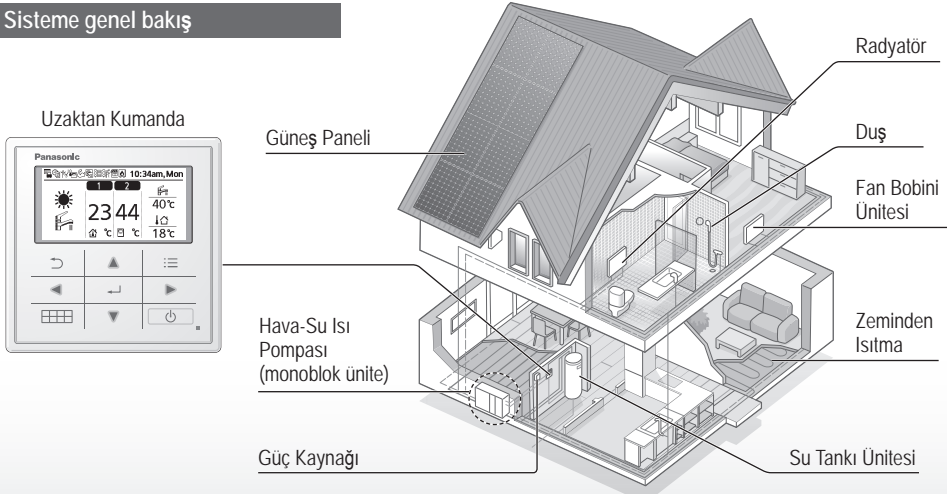 Sisteme genel bakış
Uzaktan Kumanda
Panasonic
10:34am, Mon
1 2
23 44
40°c
°c °c
18°c
Güneş Paneli
Hava-Su Isı
Pompası
(monoblok ünite)
Güç Kaynağı
Radyatör
Duş
Fan Bobini
Ünitesi
Zeminden
Isıtma
Su Tankı Ünitesi